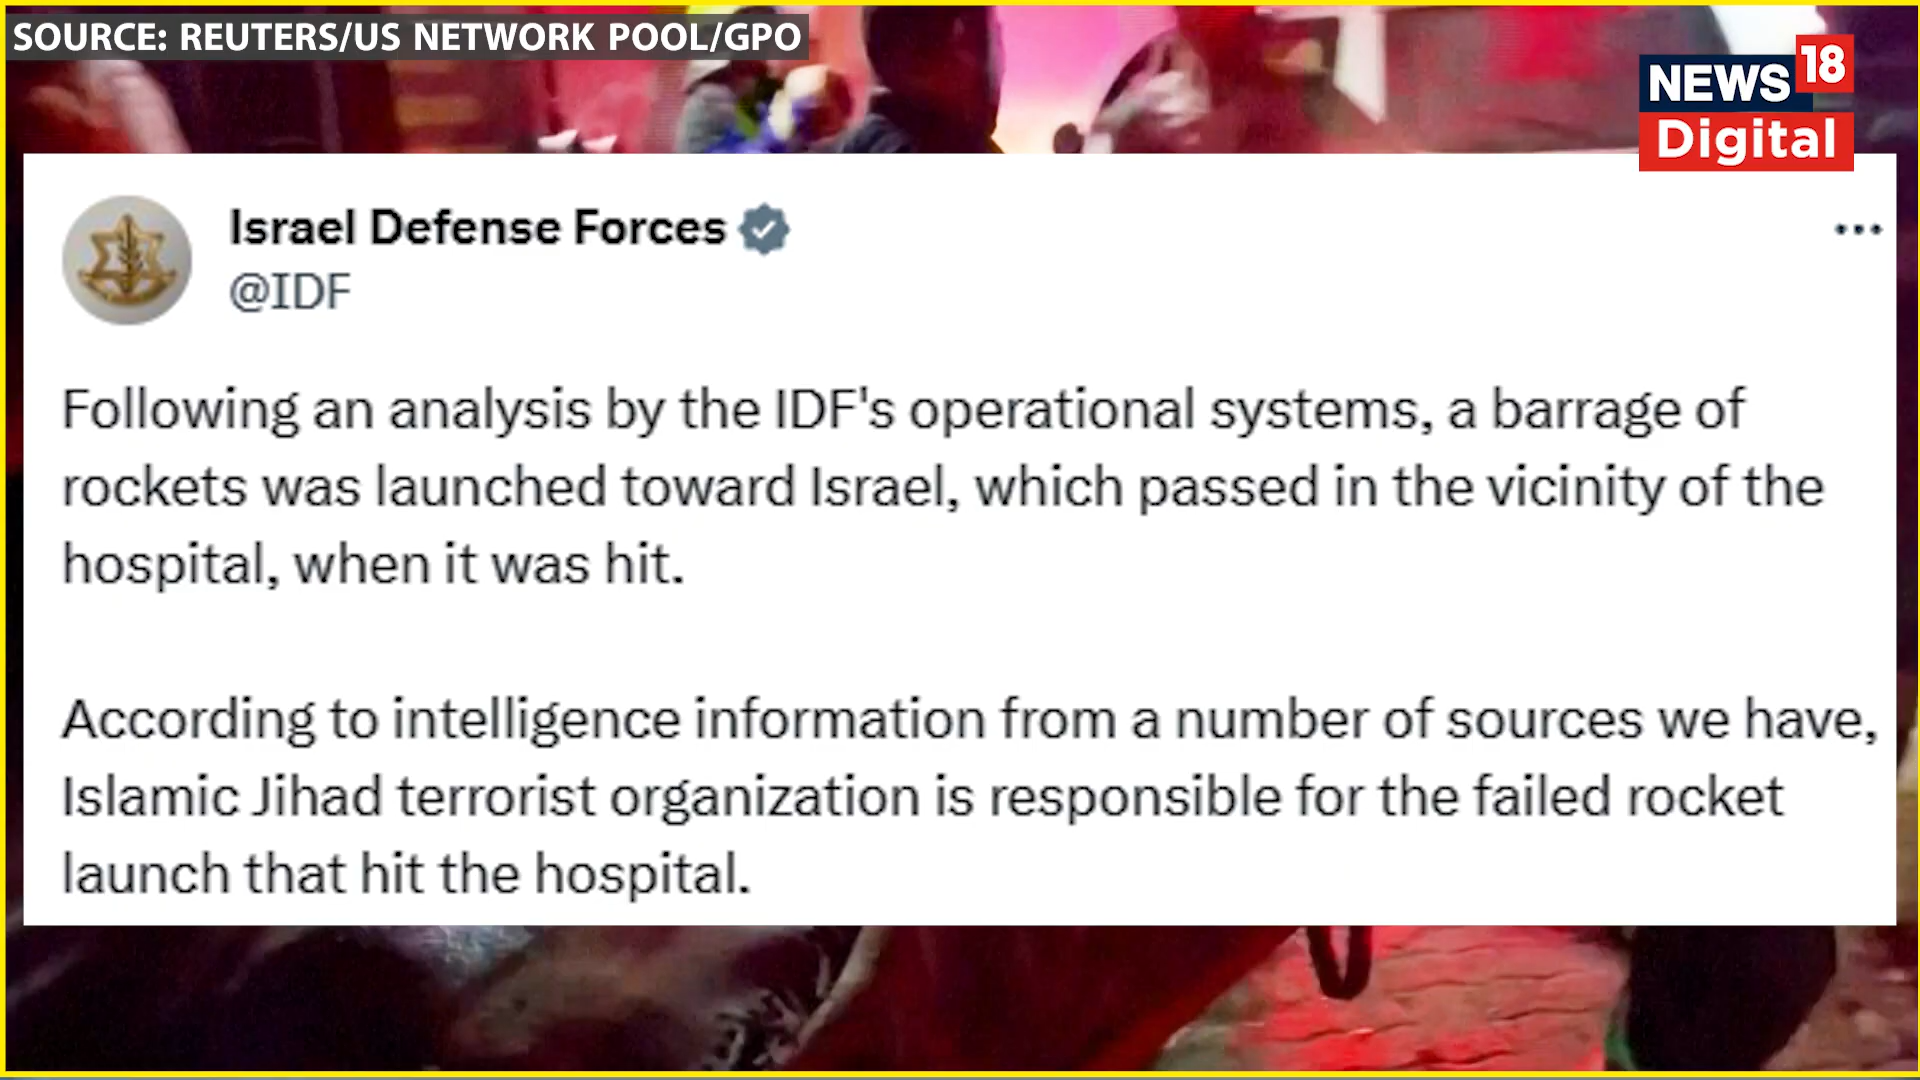 SOURCE: REUTERS/US NETWORK POOL/GPO
NEWS 18
Digital
Israel Defense Forces
@IDF
Following an analysis by the IDF's operational systems, a barrage of
rockets was launched toward Israel, which passed in the vicinity of the
hospital, when it was hit.
According to intelligence information from a number of sources we have,
Islamic Jihad terrorist organization is responsible for the failed rocket
launch that hit the hospital.